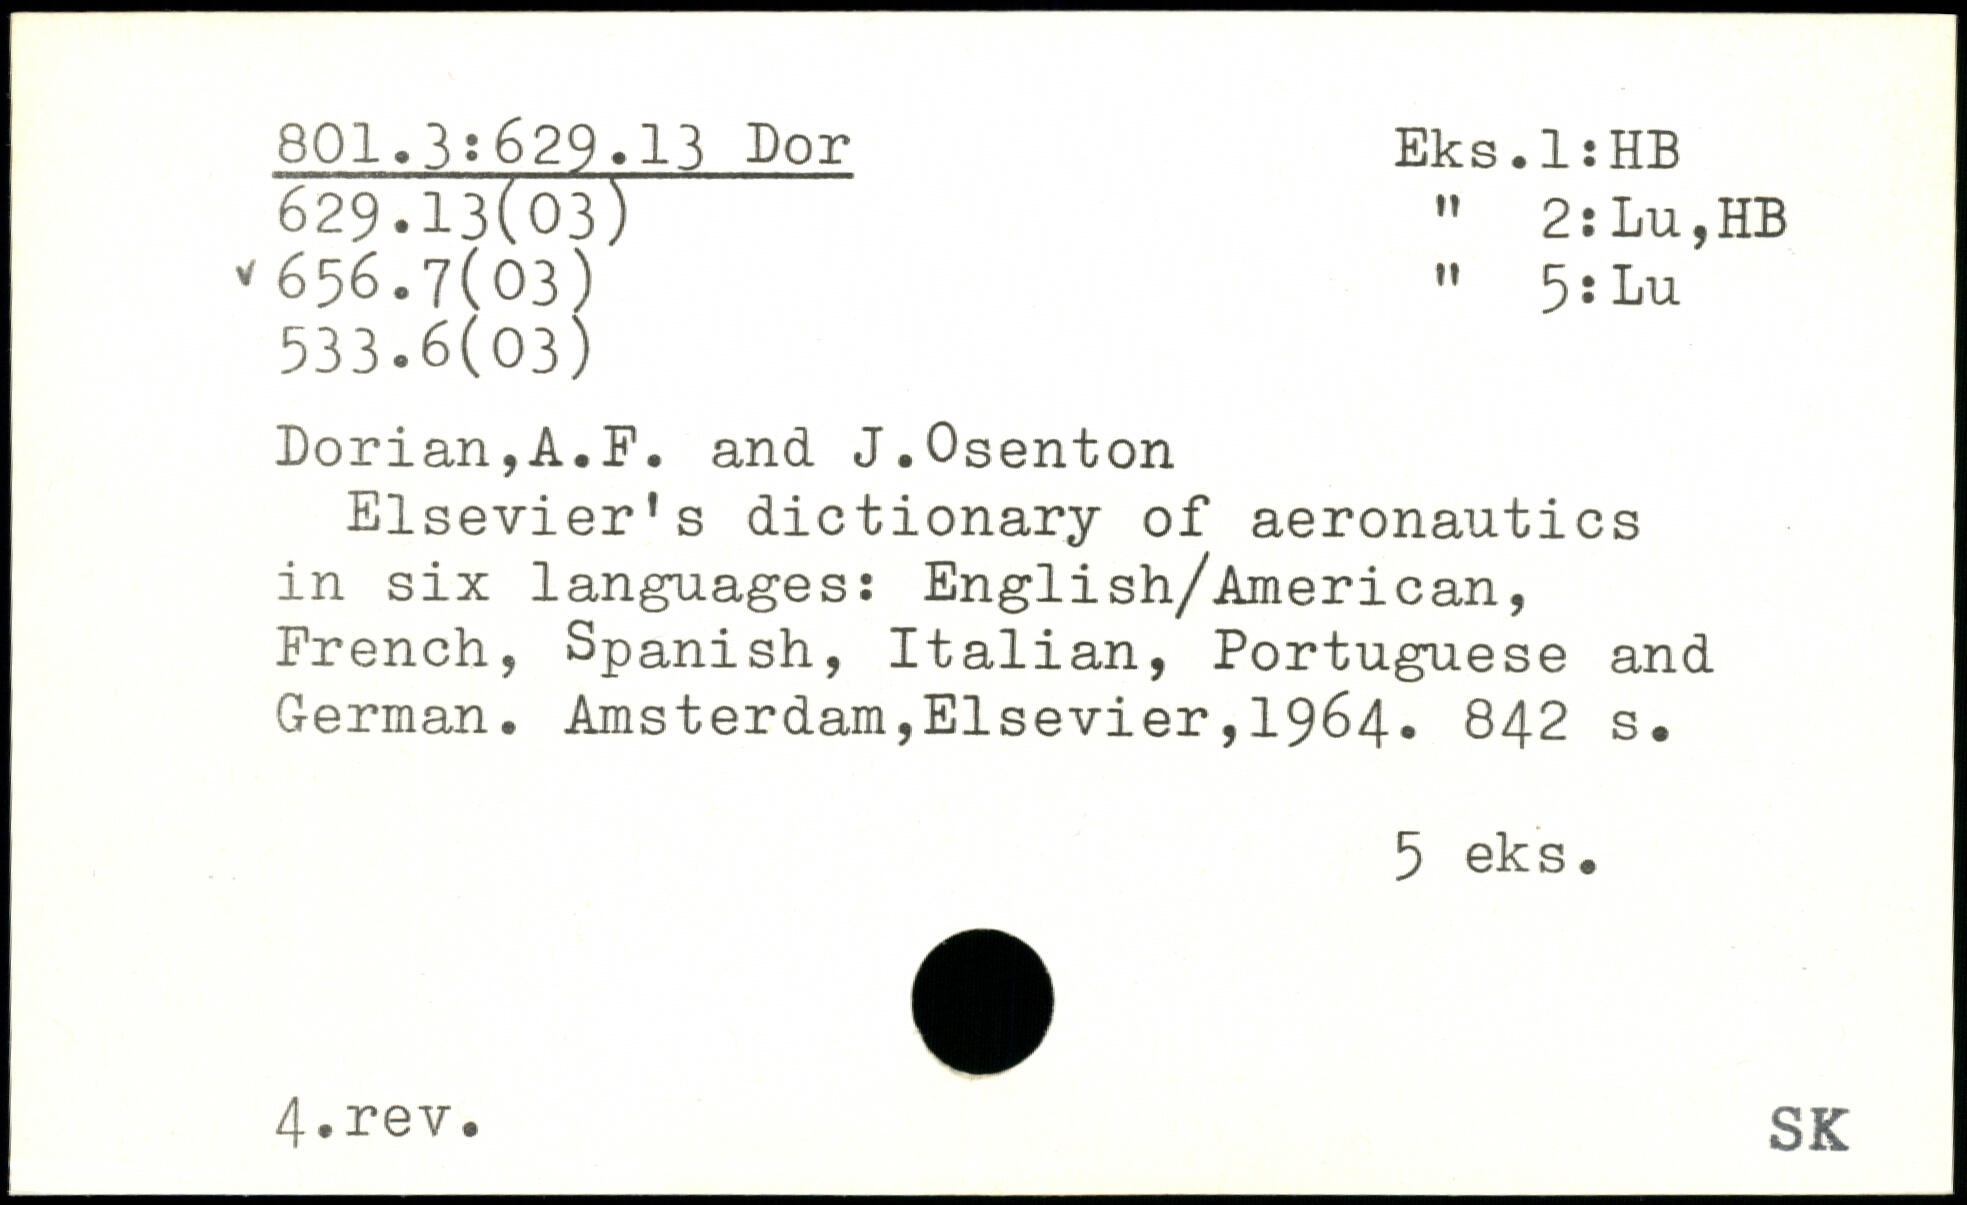 801.3:629.13 Dor
629.13(03)
v 656.7(03)
533.6(03)
Eks.1:HB
" 2:Lu,HB
" 5:Lu
Dorian,A.F. and J.Osenton
Elsevier's dictionary of aeronautics
in six languages: English/American,
French, Spanish, Italian, Portuguese and
German. Amsterdam,Elsevier,1964. 842 s.
5 eks.
4.rev.
SK